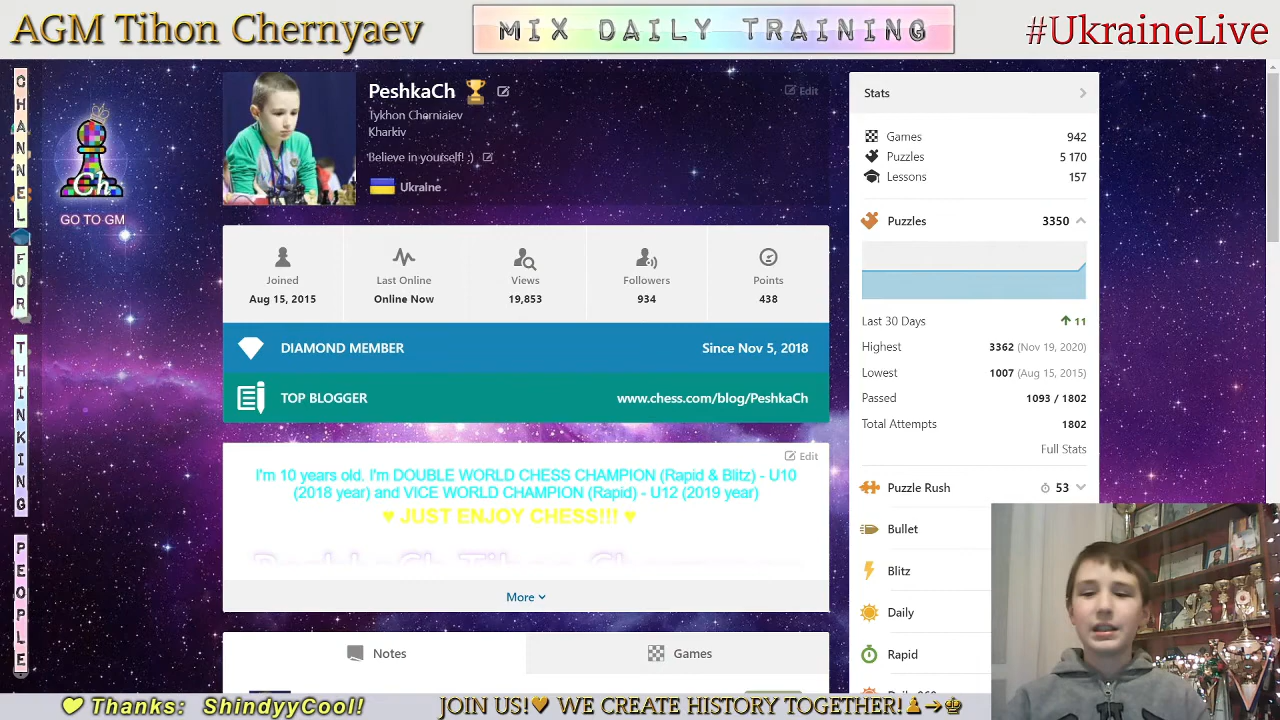 AGM Tihon Chernyaev
MIX DAILY TRAINING
#UkraineLive
CHANNEL FOR THINKING PEOPLE
Ch
GO TO GM
PeshkaCh
Edit
Tykhon Cherniaiev
Kharkiv
Believe in yourself! :)
Ukraine
Joined
Aug 15, 2015
Last Online
Online Now
Views
19,853
Followers
934
Points
438
DIAMOND MEMBER Since Nov 5, 2018
TOP BLOGGER www.chess.com/blog/PeshkaCh
Edit
I'm 10 years old. I'm DOUBLE WORLD CHESS CHAMPION (Rapid & Blitz) - U10
(2018 year) and VICE WORLD CHAMPION (Rapid) - U12 (2019 year)
♥ JUST ENJOY CHESS!!! ♥
More
Notes
Games
Stats
Games 942
Puzzles 5 170
Lessons 157
Puzzles 3350
Last 30 Days 11
Highest 3362 (Nov 19, 2020)
Lowest 1007 (Aug 15, 2015)
Passed 1093 / 1802
Total Attempts 1802
Full Stats
Puzzle Rush 53
Bullet
Blitz
Daily
Rapid
Thanks: ShindyyCool!
JOIN US!♥ WE CREATE HISTORY TOGETHER!♟→♔